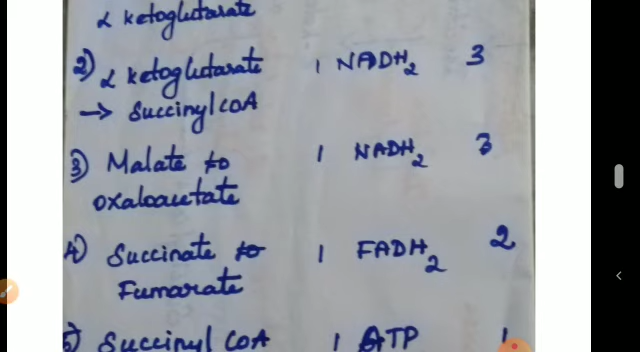 α ketoglutarate
2) α ketoglutarate 1 NADH2 3
→ Succinyl COA
3) Malate to 1 NADH2 3
oxaloacetate
4) Succinate to 1 FADH2 2
Fumarate
5) Succinyl COA 1 GTP 1